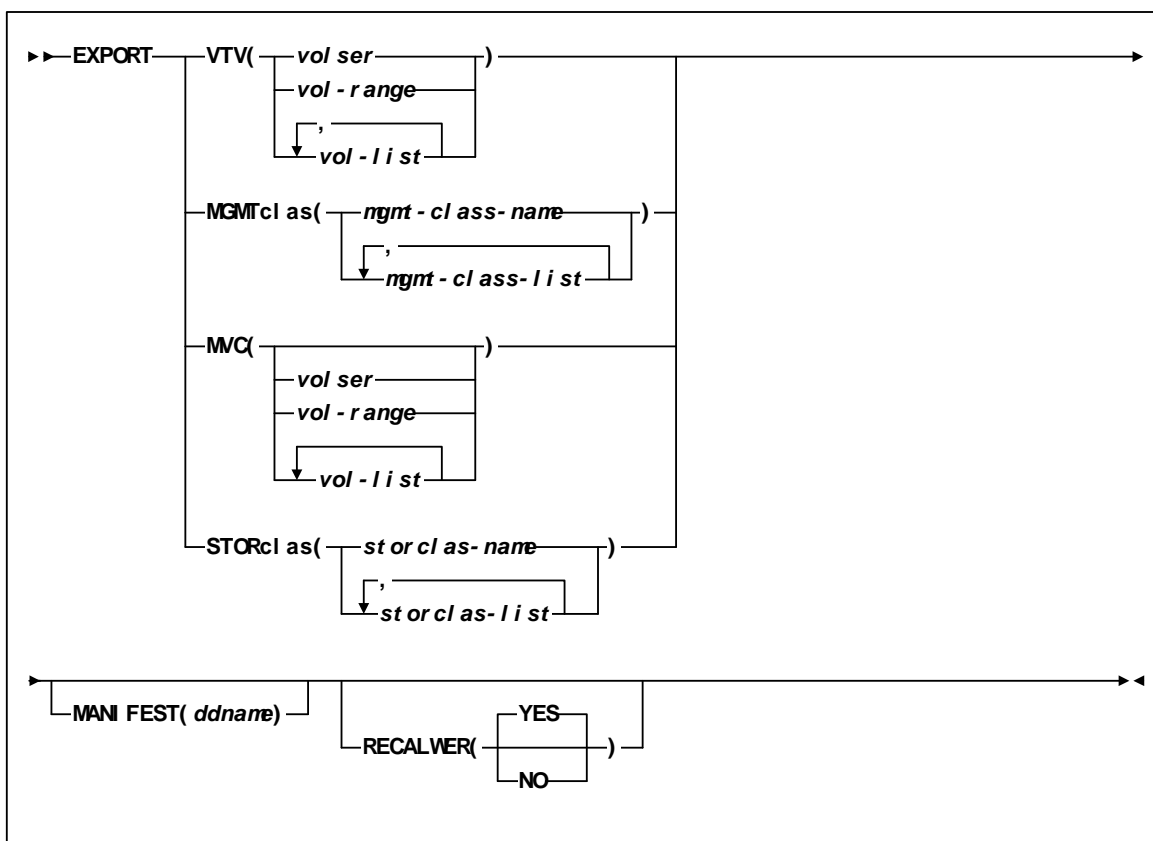 EXPORT VTV( volser )
vol-range
,
vol-list
MGMTclas( mgmt-class-name )
,
mgmt-class-list
MVC( )
volser
vol-range
vol-list
STORclas( storclas-name )
,
storclas-list
MANIFEST(ddname)
YES
RECALWER( )
NO